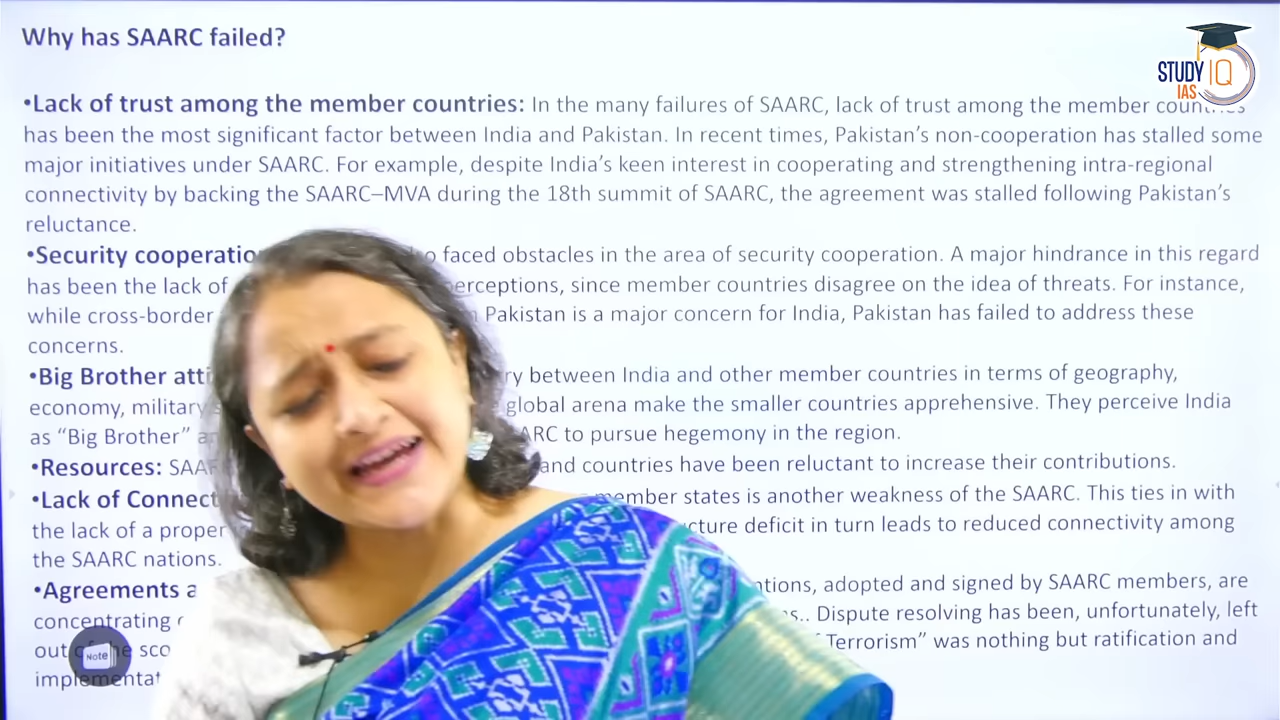 Why has SAARC failed?
STUDY IQ
IAS
•Lack of trust among the member countries: In the many failures of SAARC, lack of trust among the member countries
has been the most significant factor between India and Pakistan. In recent times, Pakistan's non-cooperation has stalled some
major initiatives under SAARC. For example, despite India's keen interest in cooperating and strengthening intra-regional
connectivity by backing the SAARC–MVA during the 18th summit of SAARC, the agreement was stalled following Pakistan's
reluctance.
•Security cooperatio faced obstacles in the area of security cooperation. A major hindrance in this regard
has been the lack of erceptions, since member countries disagree on the idea of threats. For instance,
while cross-border Pakistan is a major concern for India, Pakistan has failed to address these
concerns.
•Big Brother atti ry between India and other member countries in terms of geography,
economy, military global arena make the smaller countries apprehensive. They perceive India
as “Big Brother” ARC to pursue hegemony in the region.
•Resources: SAAR and countries have been reluctant to increase their contributions.
•Lack of Connect member states is another weakness of the SAARC. This ties in with
the lack of a proper cture deficit in turn leads to reduced connectivity among
the SAARC nations.
•Agreements a ntions, adopted and signed by SAARC members, are
concentrating s.. Dispute resolving has been, unfortunately, left
out sco Terrorism” was nothing but ratification and
implementat
Note